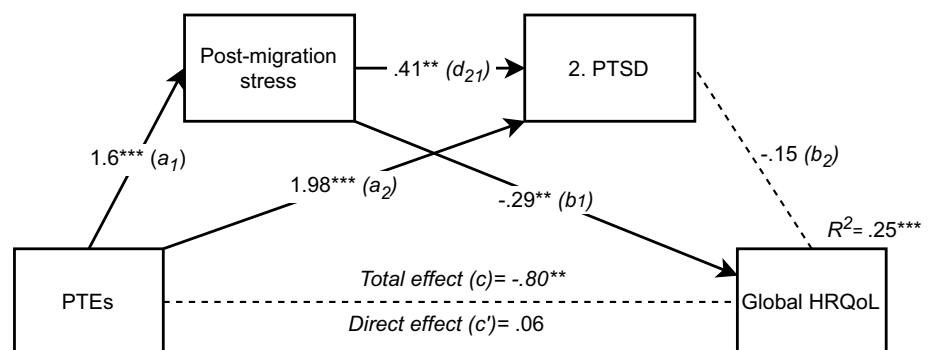 Post-migration
stress
.41** (d21)
2. PTSD
1.6*** (a1)
1.98*** (a2)
-.29** (b1)
-.15 (b2)
R2= .25***
PTEs
Total effect (c)= -.80**
Direct effect (c')= .06
Global HRQoL